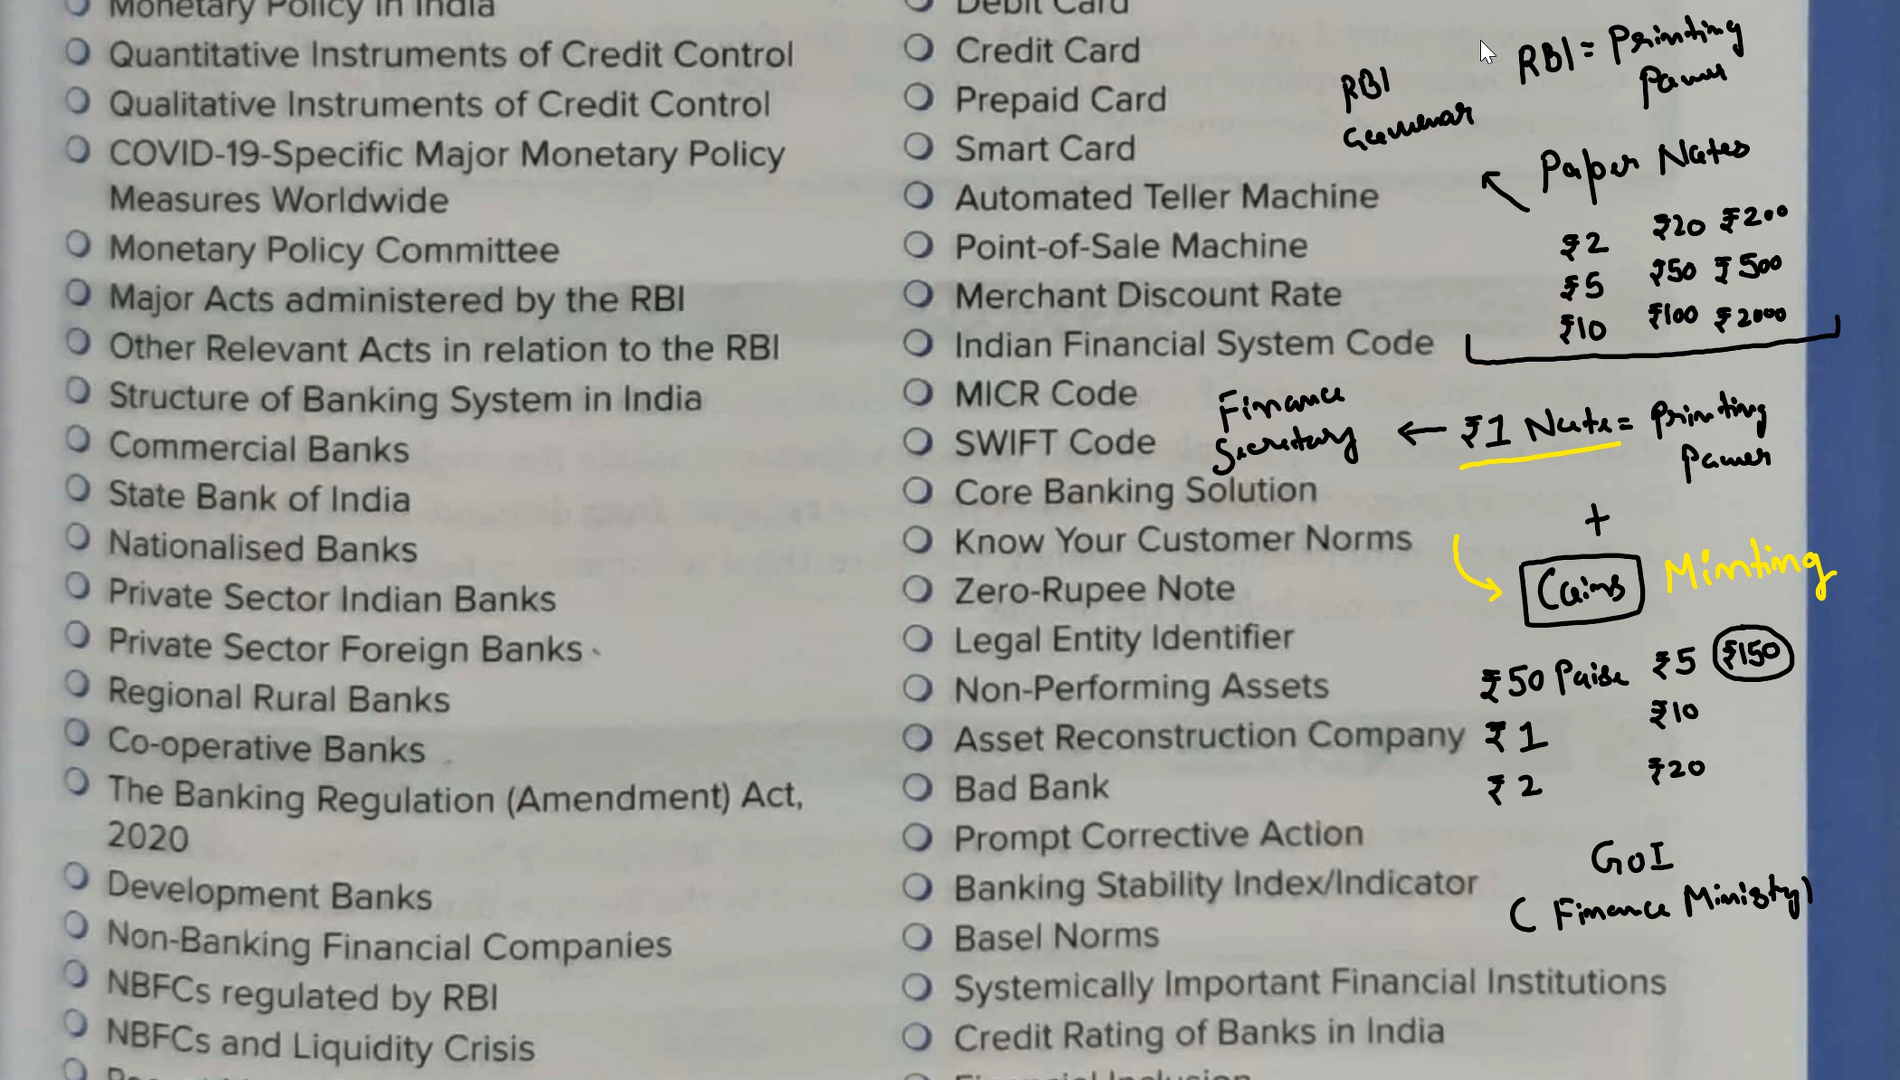 Monetary Policy in India
Quantitative Instruments of Credit Control
Qualitative Instruments of Credit Control
COVID-19-Specific Major Monetary Policy
Measures Worldwide
Monetary Policy Committee
Major Acts administered by the RBI
Other Relevant Acts in relation to the RBI
Structure of Banking System in India
Commercial Banks
State Bank of India
Nationalised Banks
Private Sector Indian Banks
Private Sector Foreign Banks
Regional Rural Banks
Co-operative Banks
The Banking Regulation (Amendment) Act,
2020
Development Banks
Non-Banking Financial Companies
NBFCs regulated by RBI
NBFCs and Liquidity Crisis
Debit Card
Credit Card
Prepaid Card
Smart Card
Automated Teller Machine
Point-of-Sale Machine
Merchant Discount Rate
Indian Financial System Code
MICR Code
SWIFT Code
Core Banking Solution
Know Your Customer Norms
Zero-Rupee Note
Legal Entity Identifier
Non-Performing Assets
Asset Reconstruction Company
Bad Bank
Prompt Corrective Action
Banking Stability Index/Indicator
Basel Norms
Systemically Important Financial Institutions
Credit Rating of Banks in India
Financial Inclusion
RBI = Printing
Power
RBI
Governor
Paper Notes
₹2 ₹20 ₹200
₹5 ₹50 ₹500
₹10 ₹100 ₹2000
Finance
Secretary
← ₹1 Note = Printing
Power
+
Coins Minting
₹50 Paise ₹5 ₹150
₹1 ₹10
₹2 ₹20
GoI
( Finance Ministry)